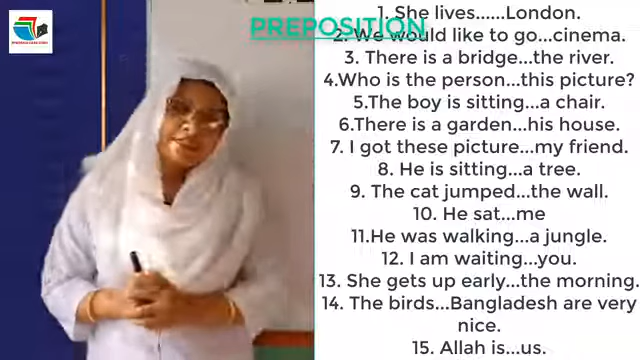 PREPOSITION
1. She lives......London.
2. We would like to go...cinema.
3. There is a bridge...the river.
4.Who is the person...this picture?
5.The boy is sitting...a chair.
6.There is a garden...his house.
7. I got these picture...my friend.
8. He is sitting...a tree.
9. The cat jumped...the wall.
10. He sat...me
11.He was walking...a jungle.
12. I am waiting...you.
13. She gets up early...the morning.
14. The birds...Bangladesh are very
nice.
15. Allah is...us.